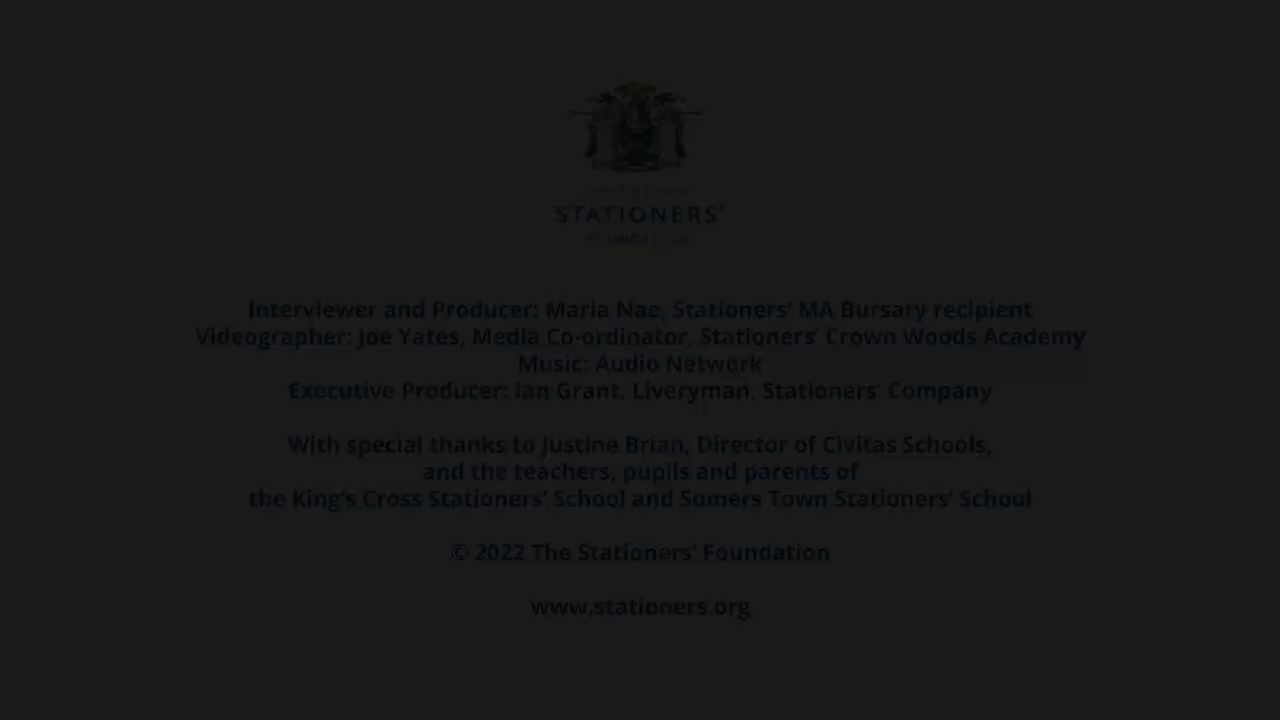 STATIONERS'
Interviewer and Producer: Maria Nae, Stationers' MA Bursary recipient
Videographer: Joe Yates, Media Co-ordinator, Stationers' Crown Woods Academy
Music: Audio Network
Executive Producer: Ian Grant, Liveryman, Stationers' Company
With special thanks to Justine Brian, Director of Civitas Schools,
and the teachers, pupils and parents of
the King's Cross Stationers' School and Somers Town Stationers' School
© 2022 The Stationers' Foundation
www.stationers.org